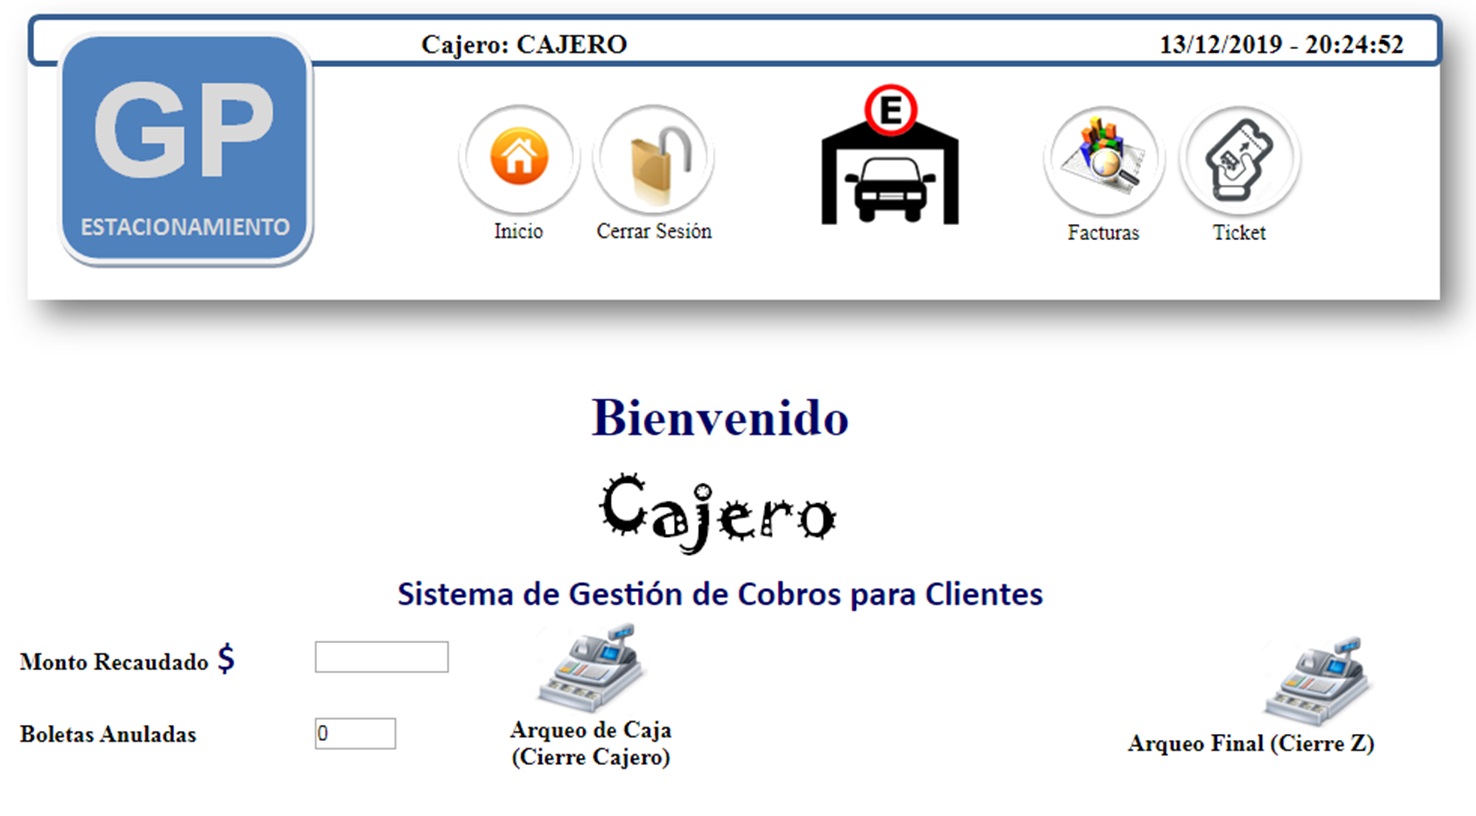 Cajero: CAJERO
13/12/2019 - 20:24:52
GP
ESTACIONAMIENTO
E
Inicio
Cerrar Sesión
Facturas
Ticket
Bienvenido
Cajero
Sistema de Gestión de Cobros para Clientes
Monto Recaudado $
Boletas Anuladas
0
Arqueo de Caja
(Cierre Cajero)
Arqueo Final (Cierre Z)